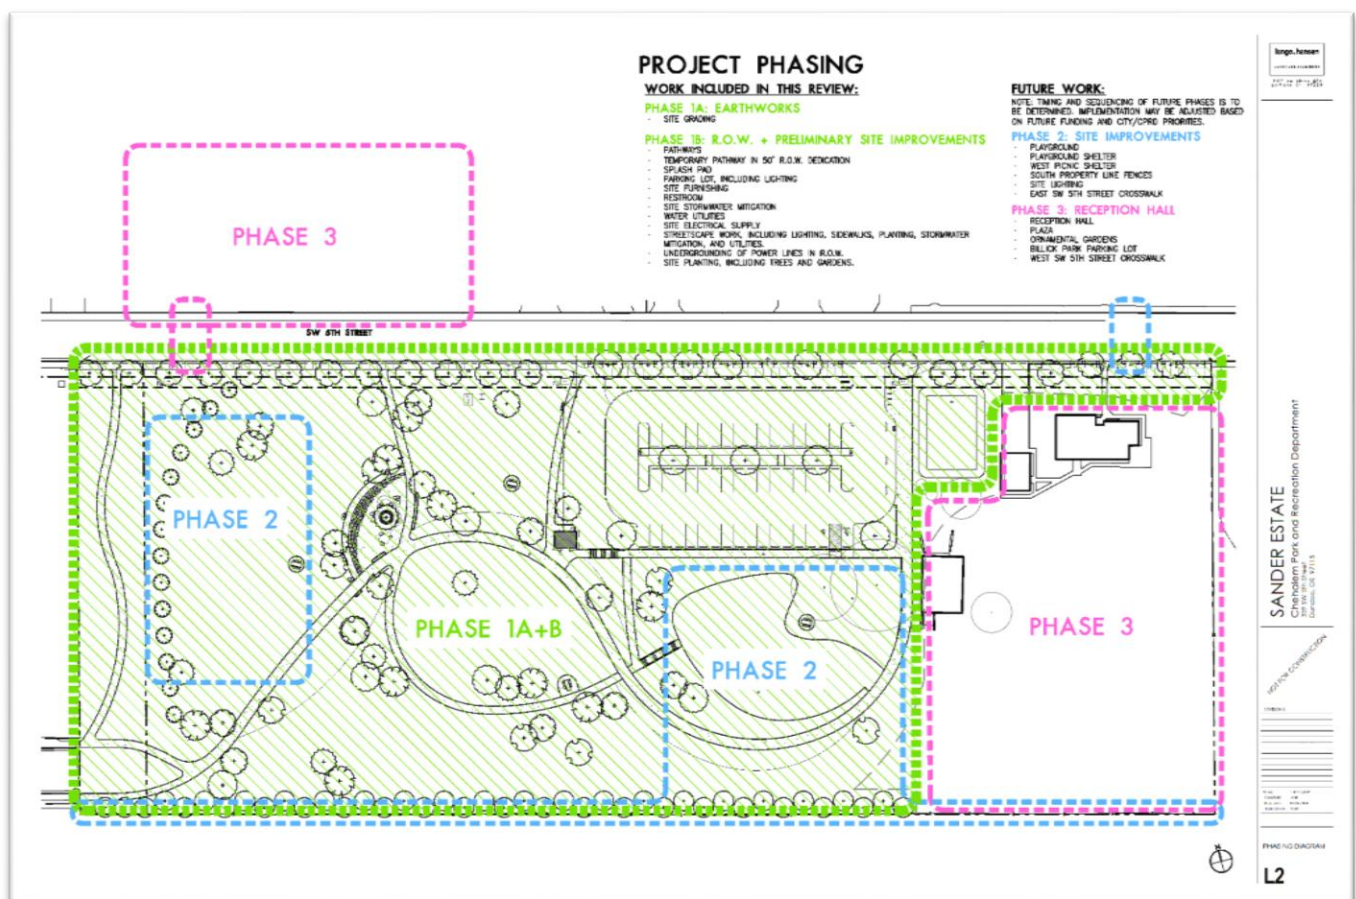 PROJECT PHASING
WORK INCLUDED IN THIS REVIEW:
PHASE 1A: EARTHWORKS
- SITE GRADING
PHASE 1B: R.O.W. + PRELIMINARY SITE IMPROVEMENTS
- PATHWAYS
- TEMPORARY PATHWAY IN 50' R.O.W. DEDICATION
- SPLASH PAD
- PARKING LOT, INCLUDING LIGHTING
- SITE FURNISHING
- RESTROOM
- SITE STORMWATER MITIGATION
- WATER UTILITIES
- SITE ELECTRICAL SUPPLY
- STREETSCAPE WORK, INCLUDING LIGHTING, SIDEWALKS, PLANTING, STORMWATER
MITIGATION, AND UTILITIES.
- UNDERGROUNDING OF POWER LINES IN R.O.W.
- SITE PLANTING, INCLUDING TREES AND GARDENS.
FUTURE WORK:
NOTE: TIMING AND SEQUENCING OF FUTURE PHASES IS TO
BE DETERMINED. IMPLEMENTATION MAY BE ADJUSTED BASED
ON FUTURE FUNDING AND CITY/CPRD PRIORITIES.
PHASE 2: SITE IMPROVEMENTS
- PLAYGROUND
- PLAYGROUND SHELTER
- WEST PICNIC SHELTER
- SOUTH PROPERTY LINE FENCES
- SITE LIGHTING
- EAST SW 5TH STREET CROSSWALK
PHASE 3: RECEPTION HALL
- RECEPTION HALL
- PLAZA
- ORNAMENTAL GARDENS
- BILLICK PARK PARKING LOT
- WEST SW 5TH STREET CROSSWALK
PHASE 3
SW 5TH STREET
PHASE 2
PHASE 1A+B
PHASE 2
PHASE 3
N
lango.hansen
SANDER ESTATE
Chehalem Park and Recreation Department
NOT FOR CONSTRUCTION
PHASING DIAGRAM
L2